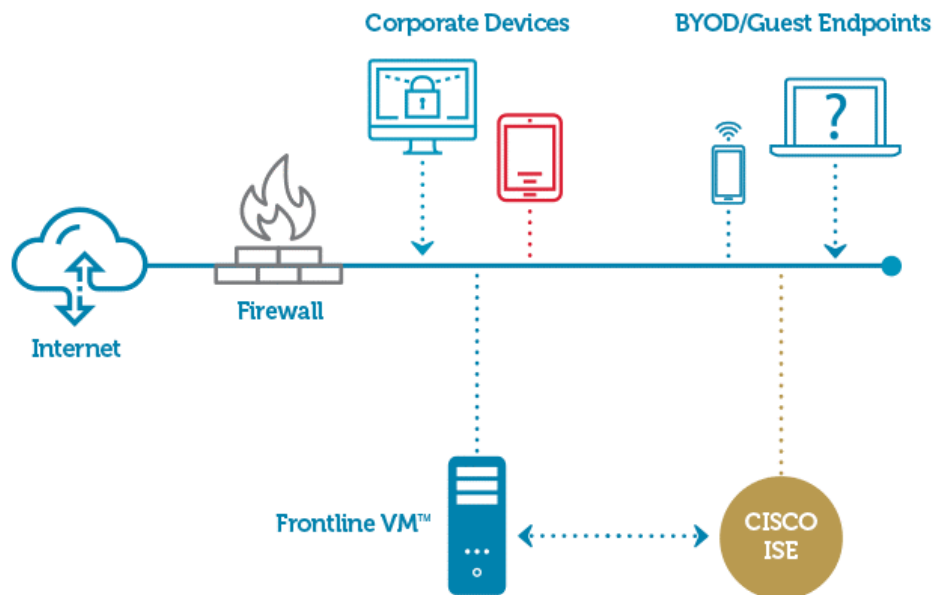 Corporate Devices
BYOD/Guest Endpoints
?
Firewall
Internet
Frontline VM™
CISCO
ISE